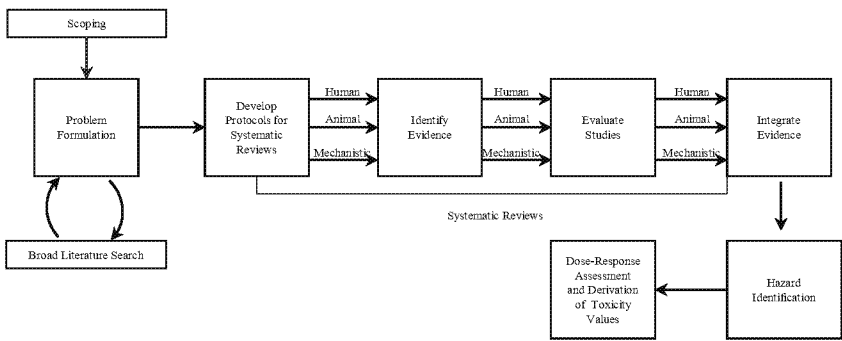 Scoping
Problem
Formulation
Broad Literature Search
Develop
Protocols for
Systematic
Reviews
Human
Animal
Mechanistic
Identify
Evidence
Human
Animal
Mechanistic
Evaluate
Studies
Human
Animal
Mechanistic
Integrate
Evidence
Systematic Reviews
Hazard
Identification
Dose-Response
Assessment
and Derivation
of Toxicity
Values